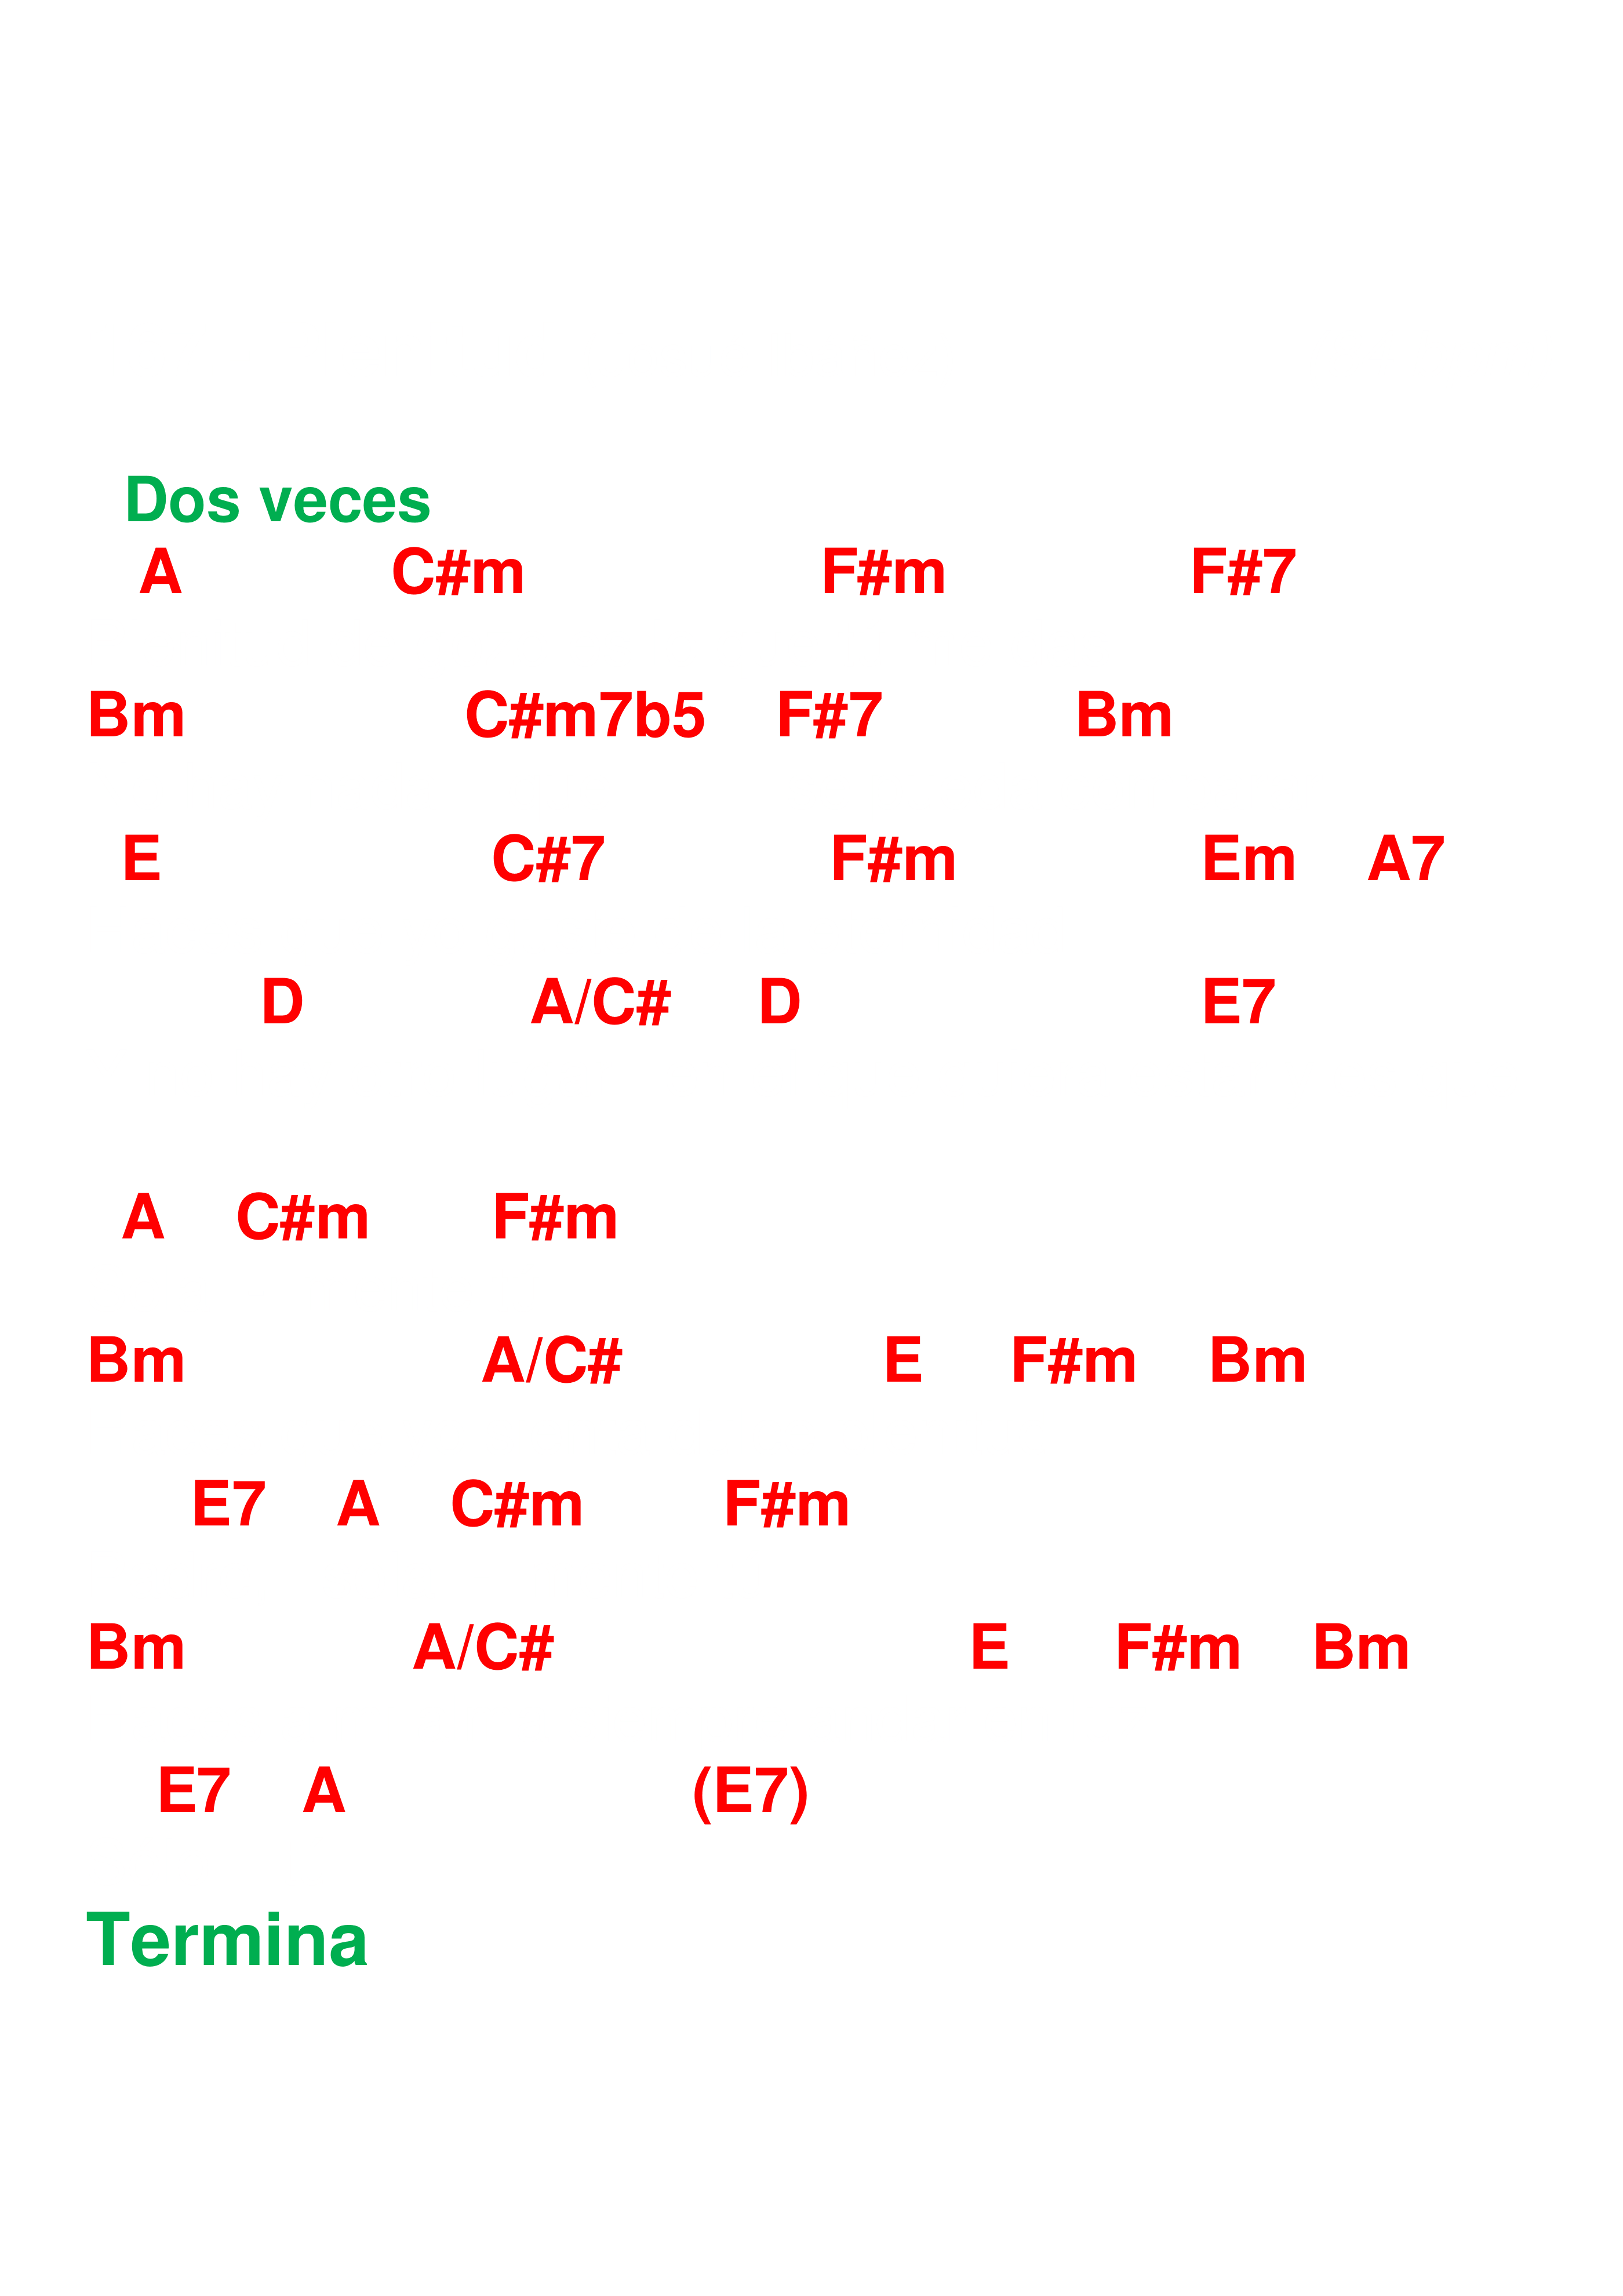 Dos veces
A C#m F#m F#7
Bm C#m7b5 F#7 Bm
E C#7 F#m Em A7
D A/C# D E7
A C#m F#m
Bm A/C# E F#m Bm
E7 A C#m F#m
Bm A/C# E F#m Bm
E7 A (E7)
Termina